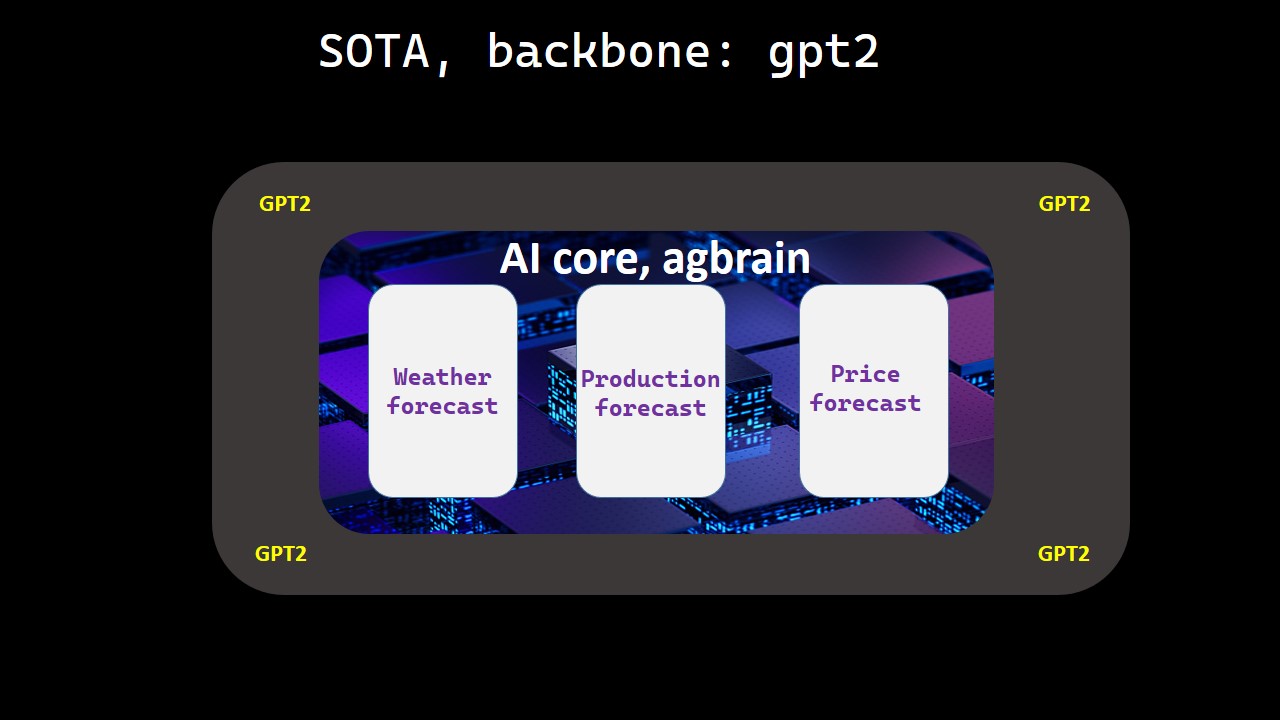 SOTA, backbone: gpt2
GPT2
GPT2
AI core, agbrain
Weather
forecast
Production
forecast
Price
forecast
GPT2
GPT2